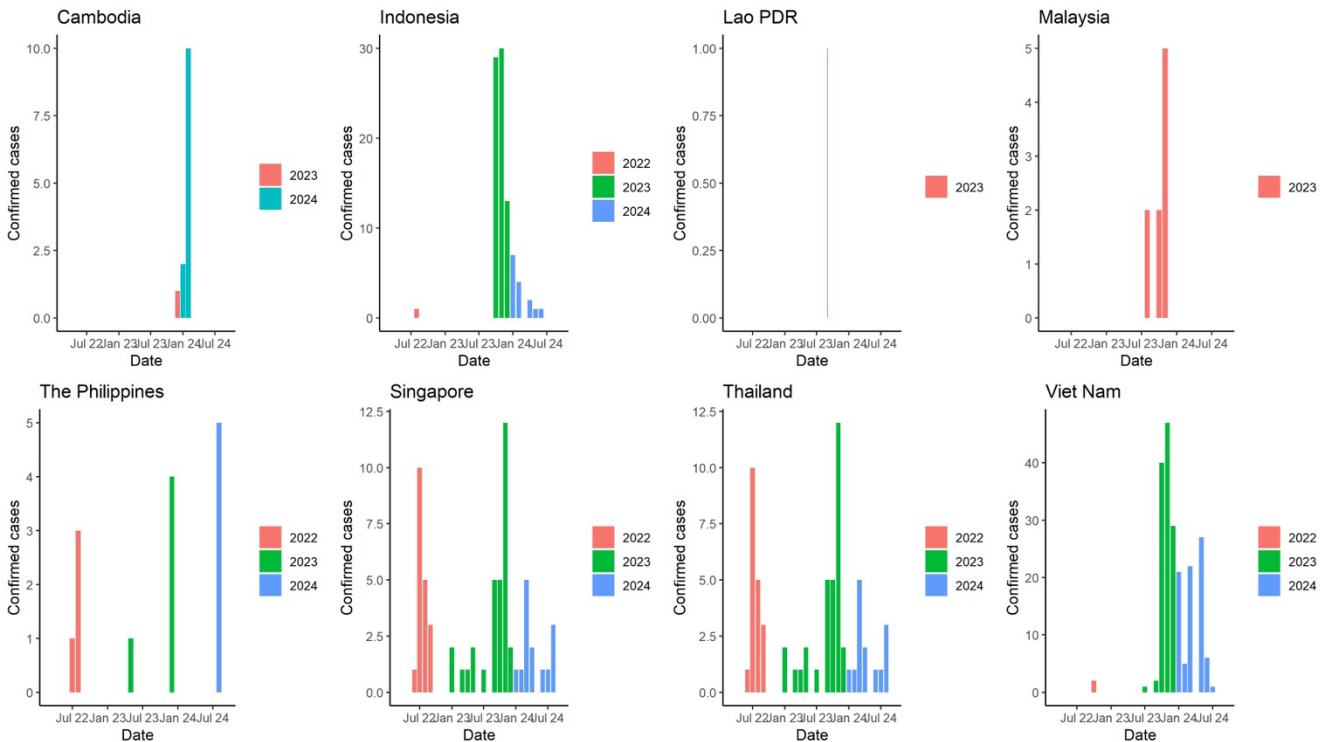 Cambodia
Confirmed cases
10.0
7.5
5.0
2.5
0.0
Jul 22 Jan 23 Jul 23 Jan 24 Jul 24
Date
2023
2024
Indonesia
Confirmed cases
30
20
10
0
Jul 22 Jan 23 Jul 23 Jan 24 Jul 24
Date
2022
2023
2024
Lao PDR
Confirmed cases
1.00
0.75
0.50
0.25
0.00
Jul 22 Jan 23 Jul 23 Jan 24 Jul 24
Date
2023
Malaysia
Confirmed cases
5
4
3
2
1
0
Jul 22 Jan 23 Jul 23 Jan 24 Jul 24
Date
2023
The Philippines
Confirmed cases
5
4
3
2
1
0
Jul 22 Jan 23 Jul 23 Jan 24 Jul 24
Date
2022
2023
2024
Singapore
Confirmed cases
12.5
10.0
7.5
5.0
2.5
0.0
Jul 22 Jan 23 Jul 23 Jan 24 Jul 24
Date
2022
2023
2024
Thailand
Confirmed cases
12.5
10.0
7.5
5.0
2.5
0.0
Jul 22 Jan 23 Jul 23 Jan 24 Jul 24
Date
2022
2023
2024
Viet Nam
Confirmed cases
40
30
20
10
0
Jul 22 Jan 23 Jul 23 Jan 24 Jul 24
Date
2022
2023
2024